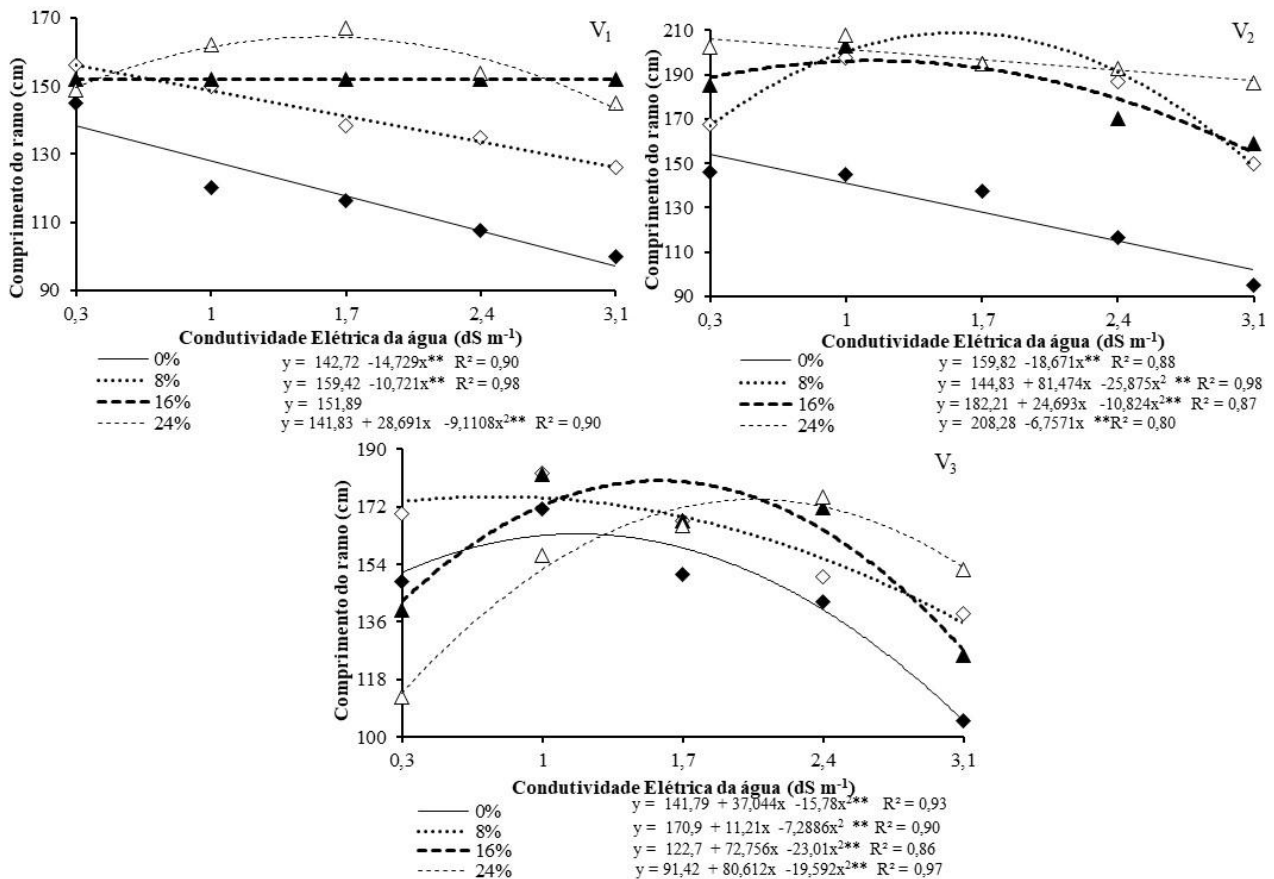 V1
Comprimento do ramo (cm)
170
150
130
110
90
0,3 1 1,7 2,4 3,1
Condutividade Elétrica da água (dS m⁻¹)
0% y = 142,72 -14,729x** R² = 0,90
8% y = 159,42 -10,721x** R² = 0,98
16% y = 151,89
24% y = 141,83 + 28,691x -9,1108x²** R² = 0,90
V2
Comprimento do ramo (cm)
210
190
170
150
130
110
90
0,3 1 1,7 2,4 3,1
Condutividade Elétrica da água (dS m⁻¹)
0% y = 159,82 -18,671x** R² = 0,88
8% y = 144,83 + 81,474x -25,875x² ** R² = 0,98
16% y = 182,21 + 24,693x -10,824x²** R² = 0,87
24% y = 208,28 -6,7571x **R² = 0,80
V3
Comprimento do ramo (cm)
190
172
154
136
118
100
0,3 1 1,7 2,4 3,1
Condutividade Elétrica da água (dS m⁻¹)
0% y = 141,79 + 37,044x -15,78x²** R² = 0,93
8% y = 170,9 + 11,21x -7,2886x² ** R² = 0,90
16% y = 122,7 + 72,756x -23,01x²** R² = 0,86
24% y = 91,42 + 80,612x -19,592x²** R² = 0,97